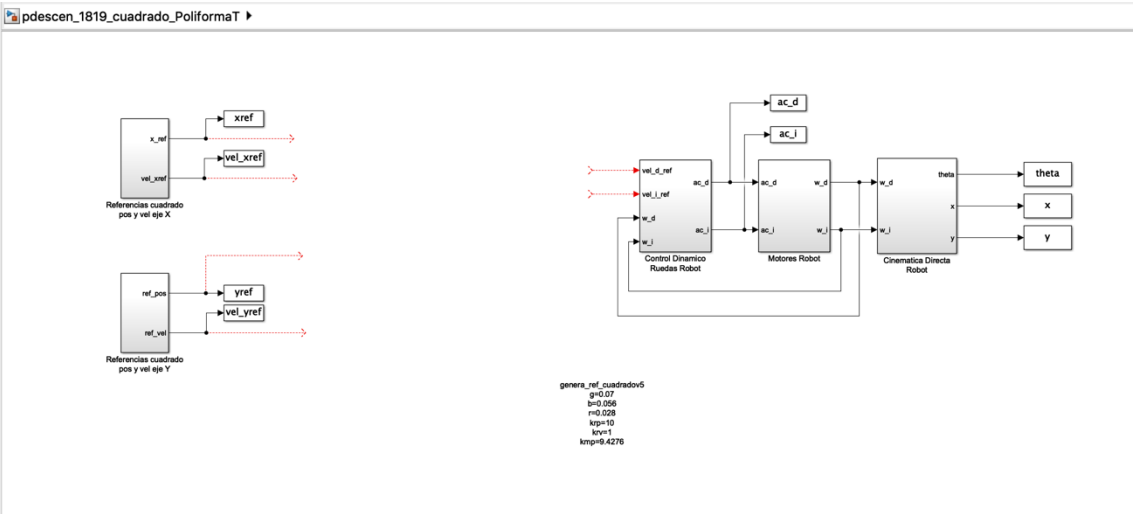 pdescen_1819_cuadrado_PoliformaT
x_ref
xref
vel_xref
vel_xref
Referencias cuadrado
pos y vel eje X
ref_pos
yref
ref_vel
vel_yref
Referencias cuadrado
pos y vel eje Y
vel_d_ref
vel_i_ref
w_d
w_i
ac_d
ac_i
Control Dinamico
Ruedas Robot
ac_d
ac_i
ac_d
ac_i
w_d
w_i
Motores Robot
w_d
w_i
theta
x
y
Cinematica Directa
Robot
theta
x
y
genera_ref_cuadradov5
g=0.07
b=0.056
r=0.028
krp=10
krv=1
kmp=9.4276